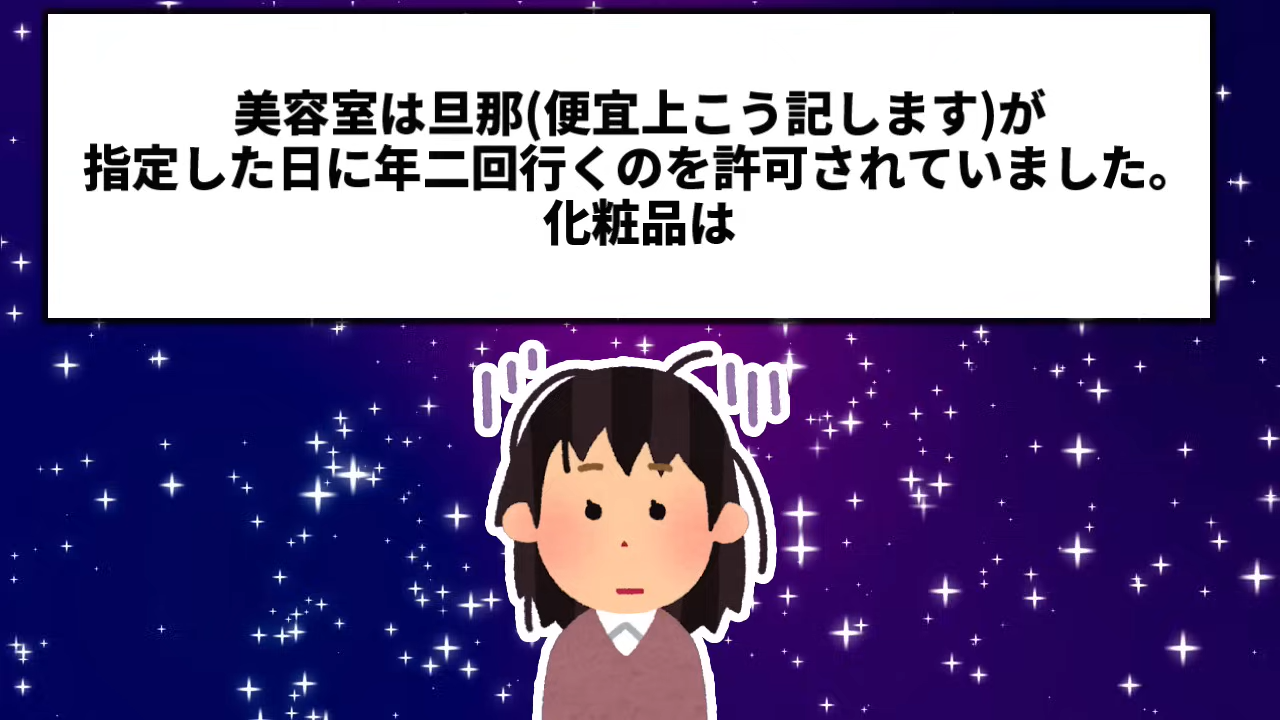 美容室は旦那(便宜上こう記します)が
指定した日に年二回行くのを許可されていました。
化粧品は